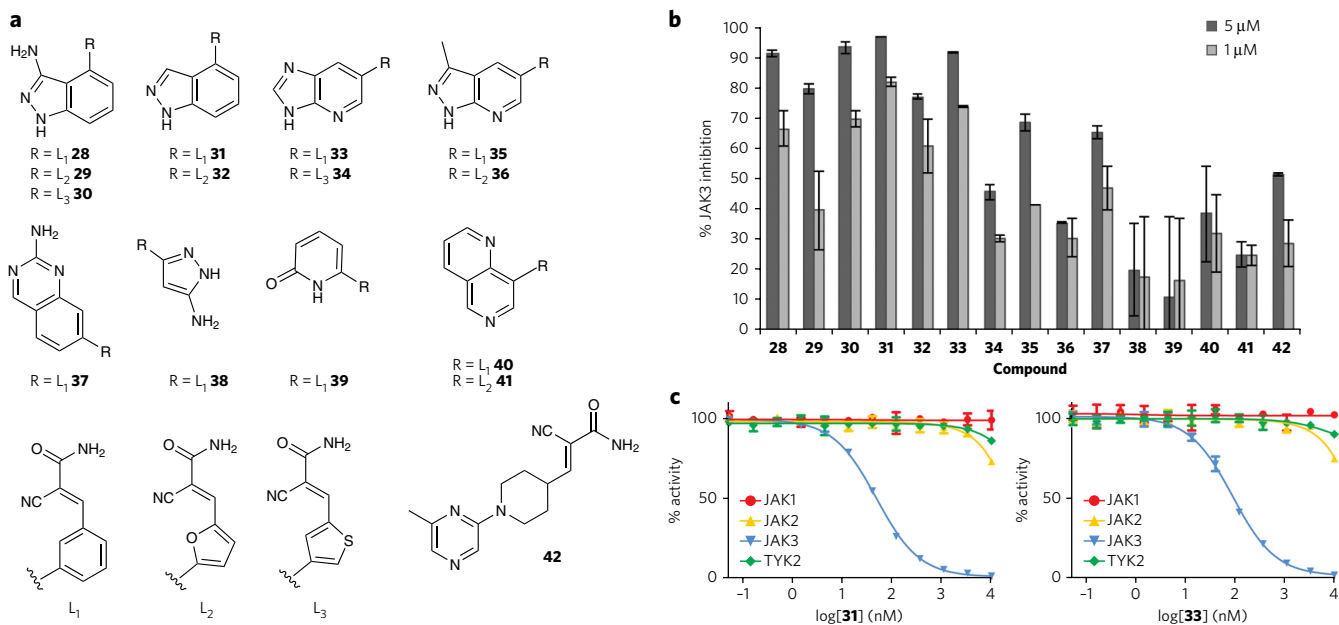 a
H₂N
R
N
N
H
R = L₁ 28
R = L₂ 29
R = L₃ 30
R
N
N
H
R = L₁ 31
R = L₂ 32
N
R
N
H
N
R = L₁ 33
R = L₃ 34
R
N
N
H
N
R = L₁ 35
R = L₂ 36
NH₂
N
N
R
R = L₁ 37
R
N
NH
NH₂
R = L₁ 38
O
N
H
R
R = L₁ 39
N
R
N
R = L₁ 40
R = L₂ 41
O
NH₂
NC
L₁
O
NH₂
NC
O
L₂
O
NH₂
NC
S
L₃
O
NC
NH₂
N
N
N
42
b
5 μM
1 μM
% JAK3 inhibition
100
90
80
70
60
50
40
30
20
10
0
28 29 30 31 32 33 34 35 36 37 38 39 40 41 42
Compound
c
% activity
100
50
0
JAK1
JAK2
JAK3
TYK2
–1 0 1 2 3 4
log[31] (nM)
% activity
100
50
0
JAK1
JAK2
JAK3
TYK2
–1 0 1 2 3 4
log[33] (nM)